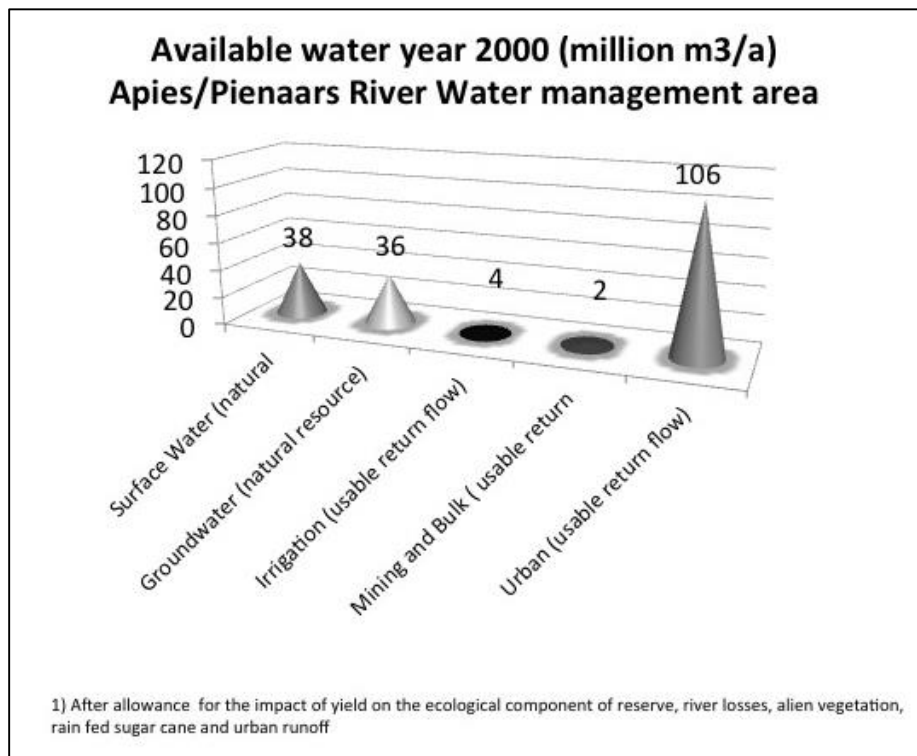 Available water year 2000 (million m3/a)
Apies/Pienaars River Water management area
120
100
80
60
40
20
0
38
36
4
2
106
Surface Water (natural
Groundwater (natural resource)
Irrigation (usable return flow)
Mining and Bulk ( usable return
Urban (usable return flow)
1) After allowance for the impact of yield on the ecological component of reserve, river losses, alien vegetation,
rain fed sugar cane and urban runoff